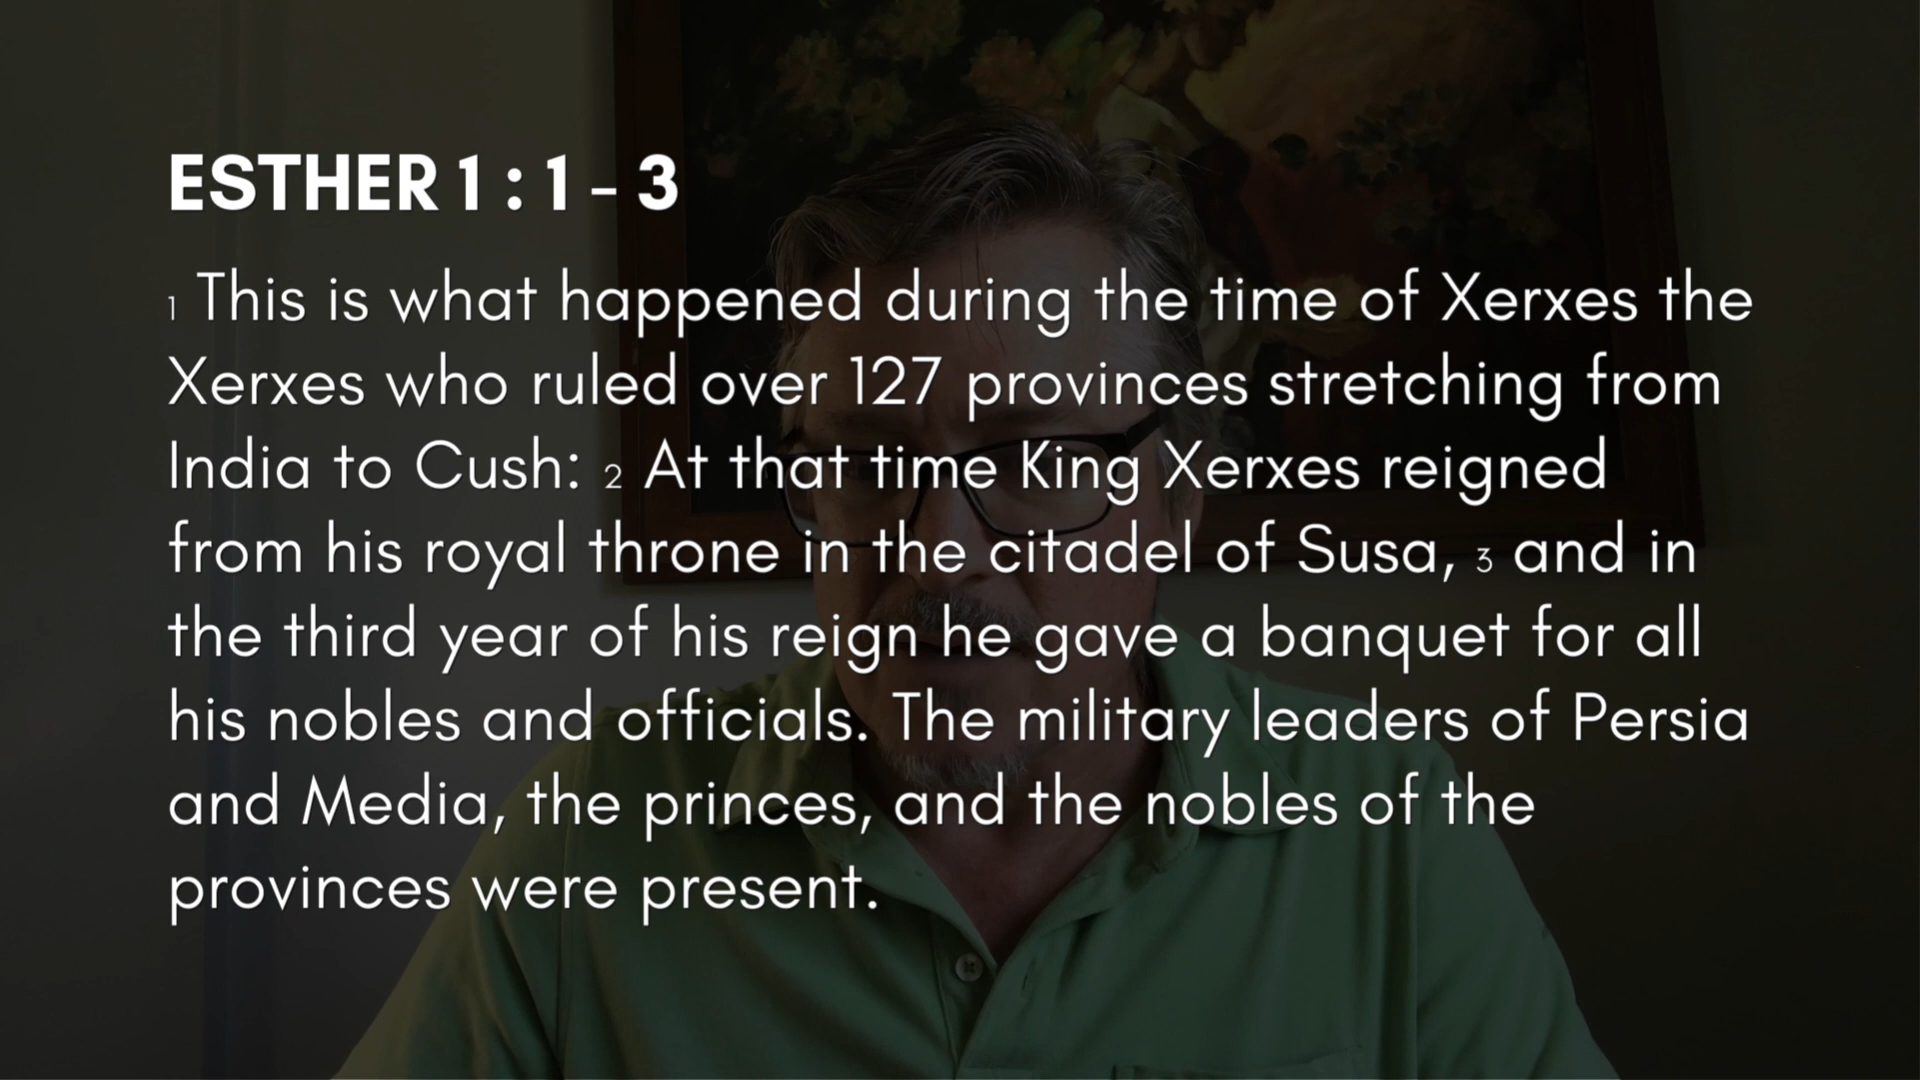 ESTHER 1 : 1 - 3
1 This is what happened during the time of Xerxes the
Xerxes who ruled over 127 provinces stretching from
India to Cush: 2 At that time King Xerxes reigned
from his royal throne in the citadel of Susa, 3 and in
the third year of his reign he gave a banquet for all
his nobles and officials. The military leaders of Persia
and Media, the princes, and the nobles of the
provinces were present.